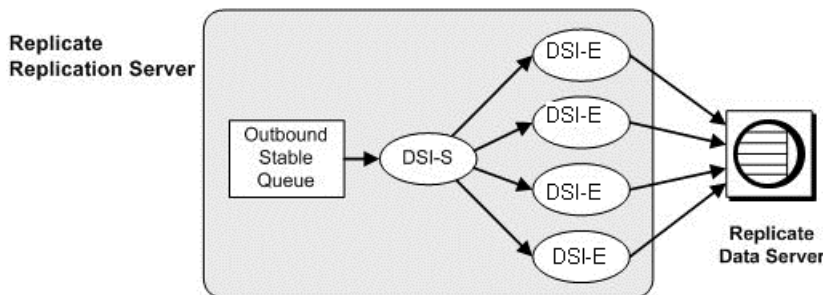 Replicate
Replication Server
Outbound
Stable
Queue
DSI-S
DSI-E
DSI-E
DSI-E
DSI-E
Replicate
Data Server